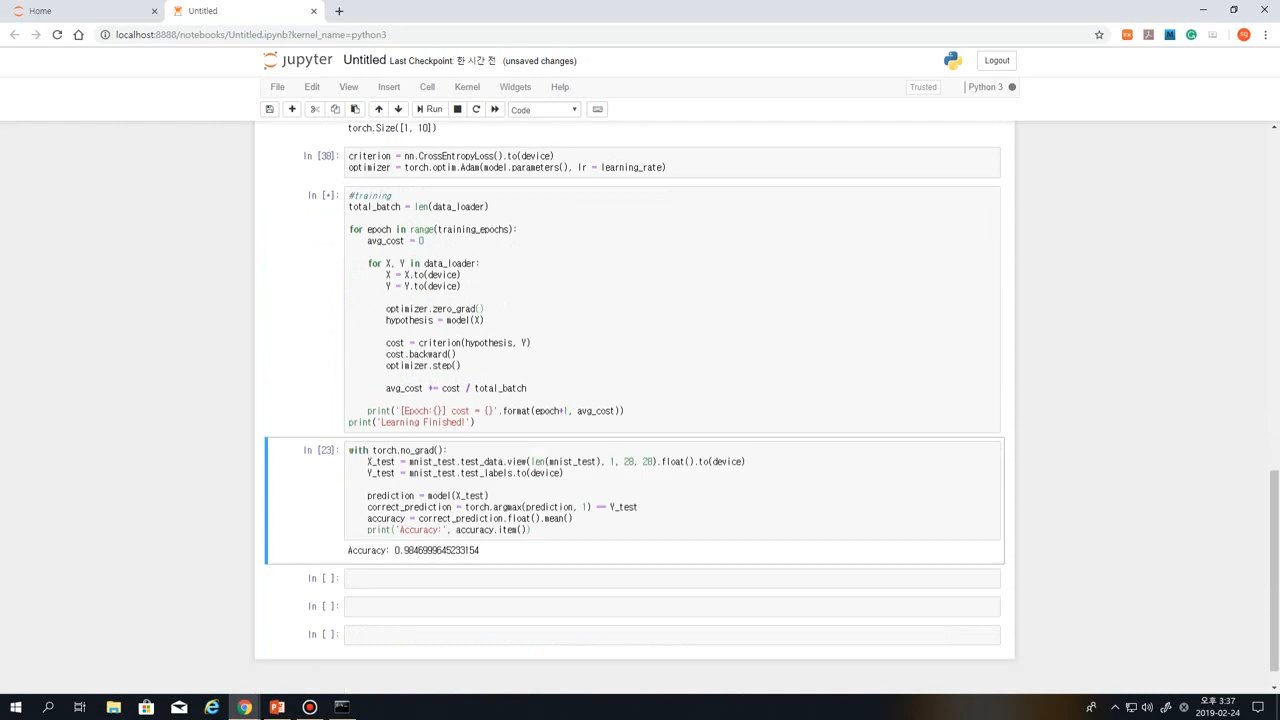 Home
Untitled
localhost:8888/notebooks/Untitled.ipynb?kernel_name=python3
jupyter Untitled Last Checkpoint: 한 시간 전 (unsaved changes)
Logout
File Edit View Insert Cell Kernel Widgets Help
Trusted
Python 3
Run
Code
torch.Size([1, 10])
In [38]:
criterion = nn.CrossEntropyLoss().to(device)
optimizer = torch.optim.Adam(model.parameters(), lr = learning_rate)
In [*]:
#training
total_batch = len(data_loader)
for epoch in range(training_epochs):
avg_cost = 0
for X, Y in data_loader:
X = X.to(device)
Y = Y.to(device)
optimizer.zero_grad()
hypothesis = model(X)
cost = criterion(hypothesis, Y)
cost.backward()
optimizer.step()
avg_cost += cost / total_batch
print('[Epoch:{}] cost = {}'.format(epoch+1, avg_cost))
print('Learning Finished!')
In [23]:
with torch.no_grad():
X_test = mnist_test.test_data.view(len(mnist_test), 1, 28, 28).float().to(device)
Y_test = mnist_test.test_labels.to(device)
prediction = model(X_test)
correct_prediction = torch.argmax(prediction, 1) == Y_test
accuracy = correct_prediction.float().mean()
print('Accuracy:', accuracy.item())
Accuracy: 0.9846999645233154
In [ ]:
In [ ]:
In [ ]:
오후 3:37
2019-02-24